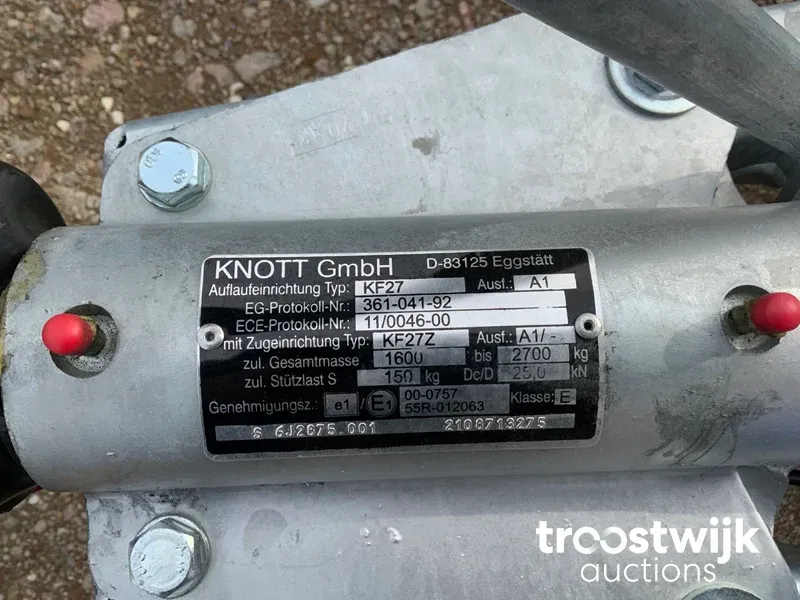 KNOTT GmbH D-83125 Eggstätt
Auflaufeinrichtung Typ: KF27 Ausf.: A1
EG-Protokoll-Nr.: 361-041-92
ECE-Protokoll-Nr.: 11/0046-00
mit Zugeinrichtung Typ: KF27Z Ausf.: A1/-
zul. Gesamtmasse 1600 bis 2700 kg
zul. Stützlast S 150 kg Dc/D 25,0 kN
Genehmigungsz.: e1 / E1 00-0757 Klasse: E
55R-012063
S 6J2675.001 2108713275
troostwijk
auctions